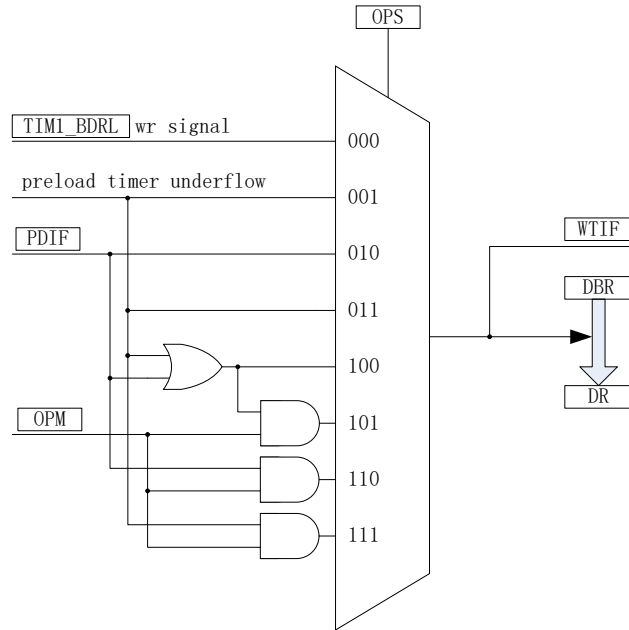 OPS
TIM1_BDRL wr signal
000
preload timer underflow
001
PDIF
010
011
100
OPM
101
110
111
WTIF
DBR
DR